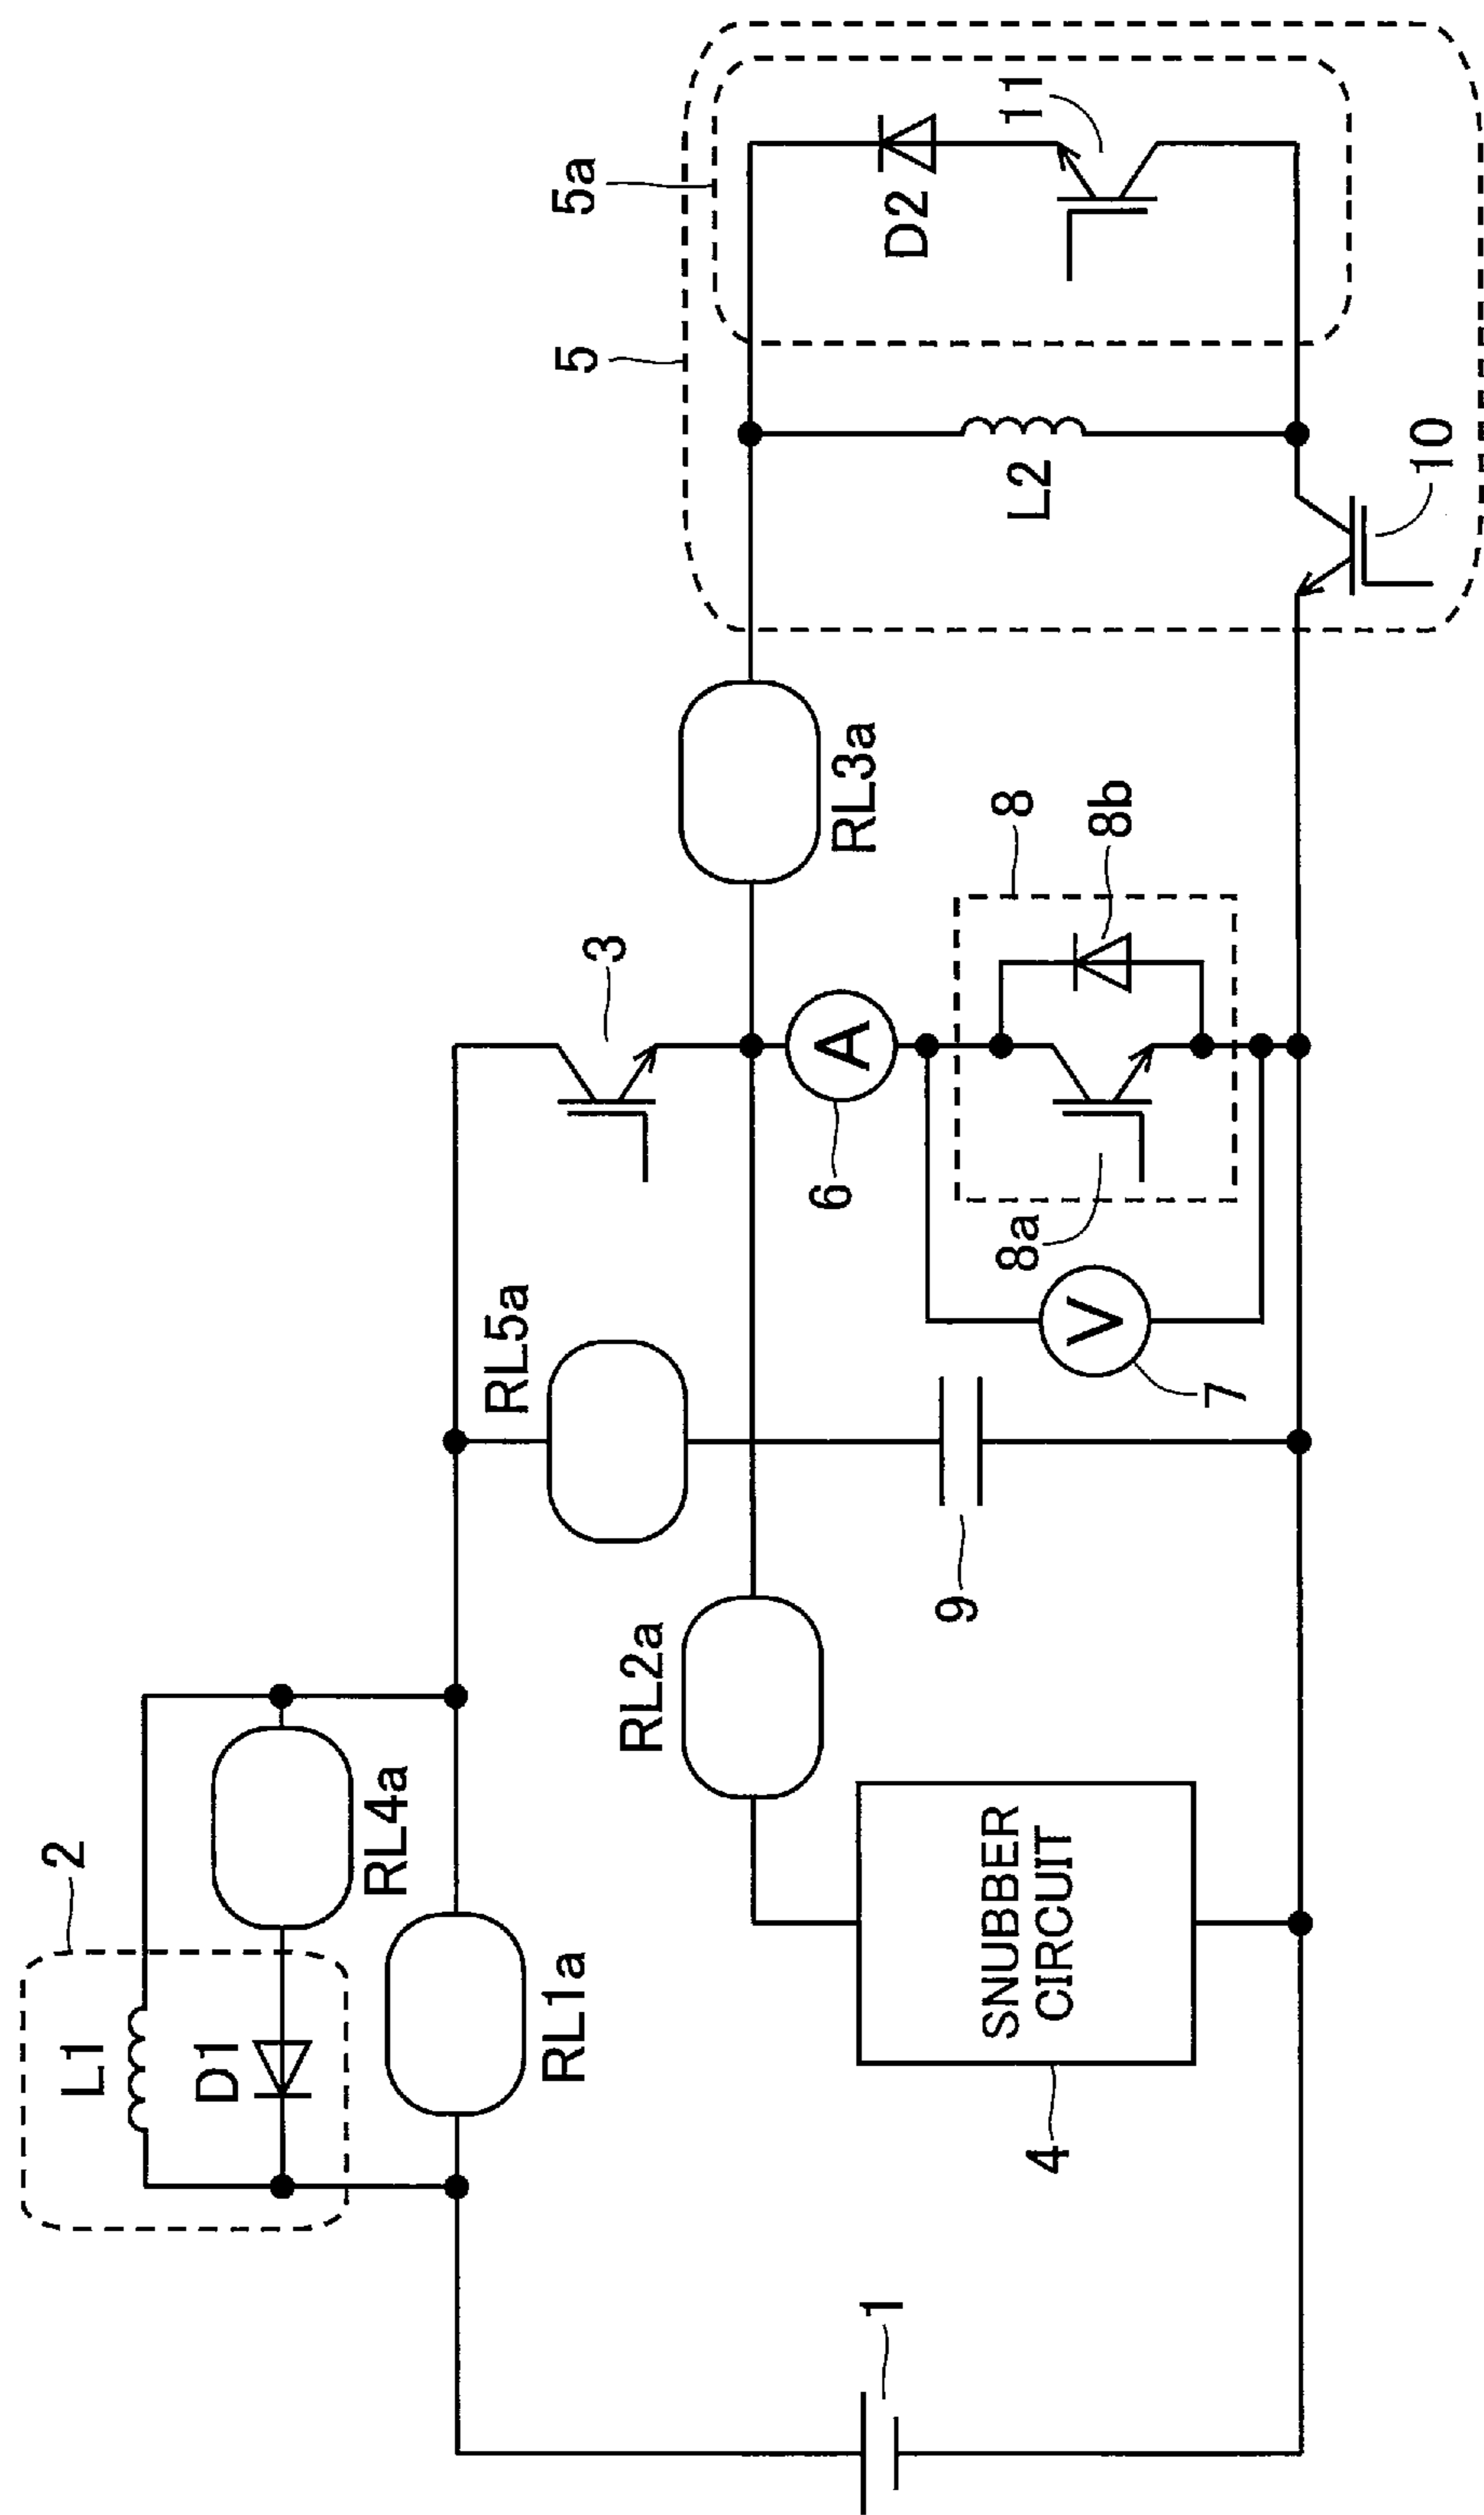 2
L1
D1
RL4a
RL1a
RL5a
3
5a
5
D2
11
L2
10
RL2a
RL3a
SNUBBER
CIRCUIT
4
1
9
6
A
8
8b
8a
V
7